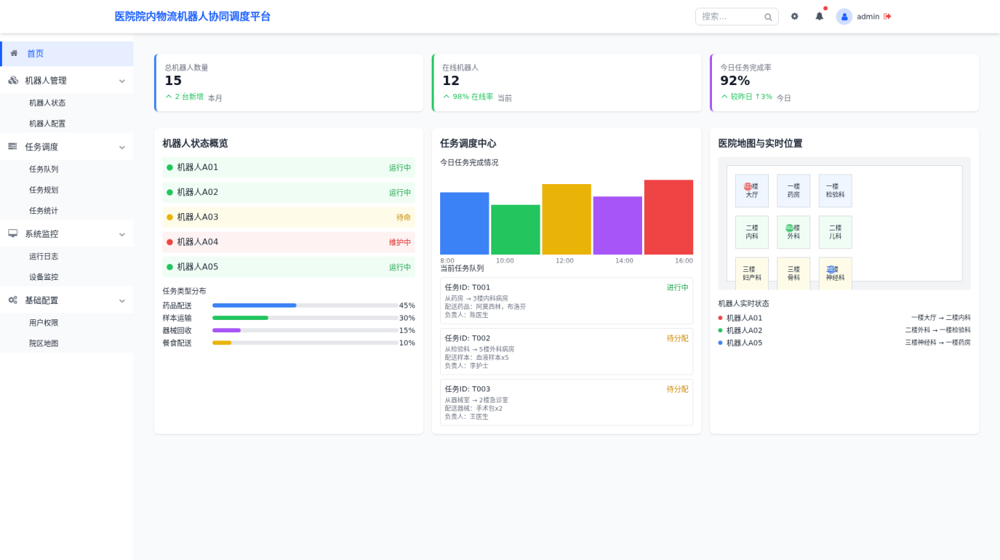 医院院内物流机器人协同调度平台
搜索...
admin
首页
机器人管理
机器人状态
机器人配置
任务调度
任务队列
任务规划
任务统计
系统监控
运行日志
设备监控
基础配置
用户权限
院区地图
总机器人数量
15
2 台新增 本月
在线机器人
12
98% 在线率 当前
今日任务完成率
92%
较昨日 ↑3% 今日
机器人状态概览
机器人A01 运行中
机器人A02 运行中
机器人A03 待命
机器人A04 维护中
机器人A05 运行中
任务类型分布
药品配送 45%
样本运输 30%
器械回收 15%
餐食配送 10%
任务调度中心
今日任务完成情况
8:00 10:00 12:00 14:00 16:00
当前任务队列
任务ID: T001 进行中
从药房 → 3楼内科病房
配送药品：阿莫西林，布洛芬
负责人：陈医生
任务ID: T002 待分配
从检验科 → 5楼外科病房
配送样本：血液样本x5
负责人：李护士
任务ID: T003 待分配
从器械室 → 2楼急诊室
配送器械：手术包x2
负责人：王医生
医院地图与实时位置
楼
大厅
一楼
药房
一楼
检验科
二楼
内科
楼
外科
二楼
儿科
三楼
妇产科
三楼
骨科
楼
神经科
机器人实时状态
机器人A01 一楼大厅 → 二楼内科
机器人A02 二楼外科 → 一楼检验科
机器人A05 三楼神经科 → 一楼药房